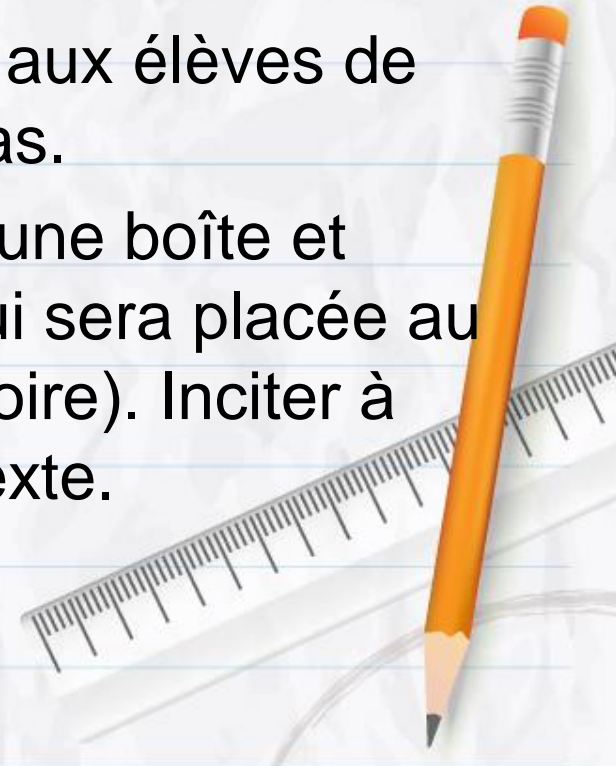 aux élèves de
as.
une boîte et
ui sera placée au
oire). Inciter à
exte.